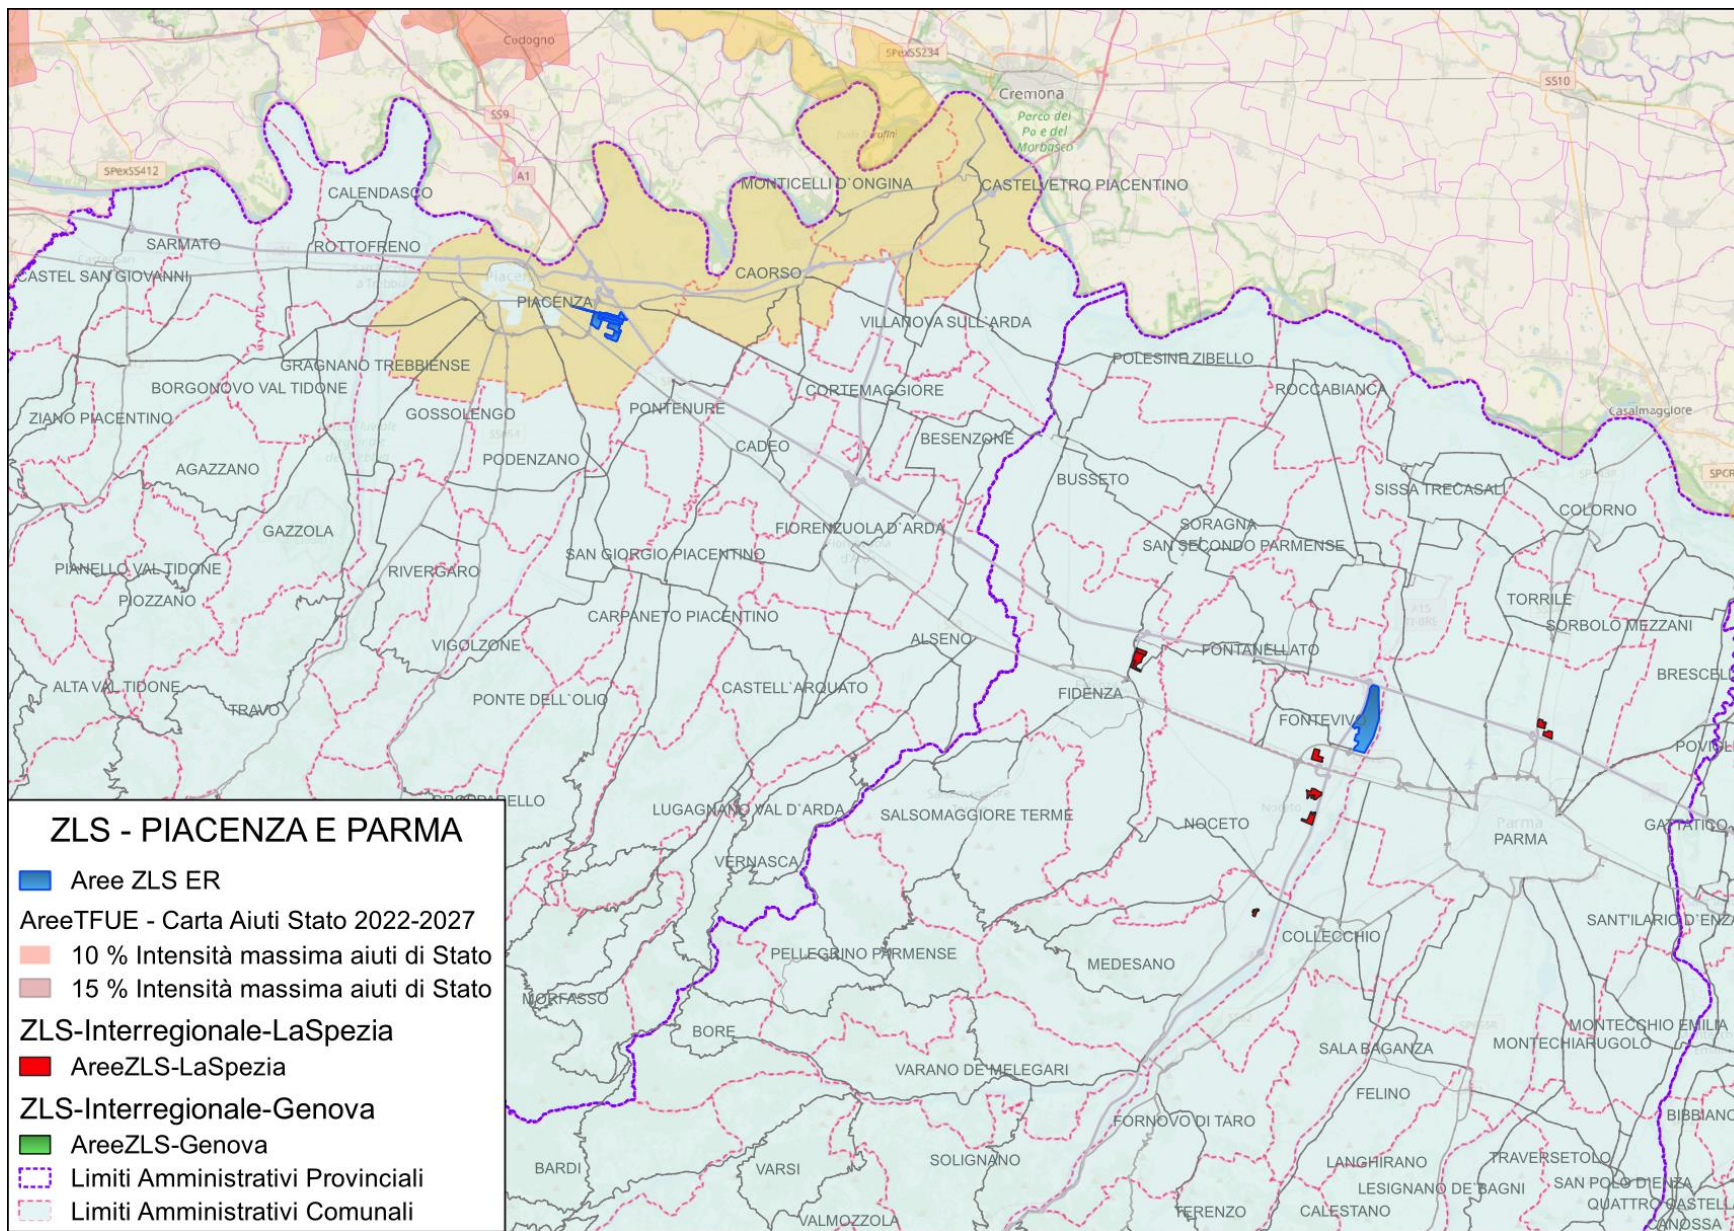 Codogno
SPexSS234
SS10
Cremona
Parco del
Po e del
Morbasco
SS9
SPexSS412
A1
MONTICELLI D`ONGINA
CASTELVETRO PIACENTINO
CALENDASCO
SARMATO
ROTTOFRENO
CASTEL SAN GIOVANNI
CAORSO
PIACENZA
VILLANOVA SULL`ARDA
POLESINE ZIBELLO
GRAGNANO TREBBIENSE
BORGONOVO VAL TIDONE
CORTEMAGGIORE
ROCCABIANCA
Casalmaggiore
ZIANO PIACENTINO
GOSSOLENGO
PONTENURE
CADEO
BESENZONE
AGAZZANO
PODENZANO
BUSSETO
SPCR
SISSA TRECASALI
GAZZOLA
FIORENZUOLA D`ARDA
SORAGNA
COLORNO
SAN SECONDO PARMENSE
SAN GIORGIO PIACENTINO
PIANELLO VAL TIDONE
RIVERGARO
PIOZZANO
CARPANETO PIACENTINO
TORRILE
SORBOLO MEZZANI
VIGOLZONE
ALSENO
FONTANELLATO
BRESCELL
ALTA VAL TIDONE
TRAVO
PONTE DELL`OLIO
CASTELL`ARQUATO
FIDENZA
FONTEVIVO
POVIGL
LUGAGNANO VAL D`ARDA
SALSOMAGGIORE TERME
NOCETO
Parma
PARMA
GATTATICO
VERNASCA
SANT'ILARIO D'ENZA
COLLECCHIO
PELLEGRINO PARMENSE
MEDESANO
MORFASSO
BORE
MONTECCHIO EMILIA
MONTECHIARUGOLO
SALA BAGANZA
VARANO DE`MELEGARI
FELINO
FORNOVO DI TARO
BIBBIANO
BARDI
VARSI
SOLIGNANO
LANGHIRANO
TRAVERSETOLO
LESIGNANO DE`BAGNI
SAN POLO D'ENZA
QUATTRO CASTELL
VALMOZZOLA
TERENZO
CALESTANO
CANOSSA
ZLS - PIACENZA E PARMA
Aree ZLS ER
AreeTFUE - Carta Aiuti Stato 2022-2027
10 % Intensità massima aiuti di Stato
15 % Intensità massima aiuti di Stato
ZLS-Interregionale-LaSpezia
AreeZLS-LaSpezia
ZLS-Interregionale-Genova
AreeZLS-Genova
Limiti Amministrativi Provinciali
Limiti Amministrativi Comunali